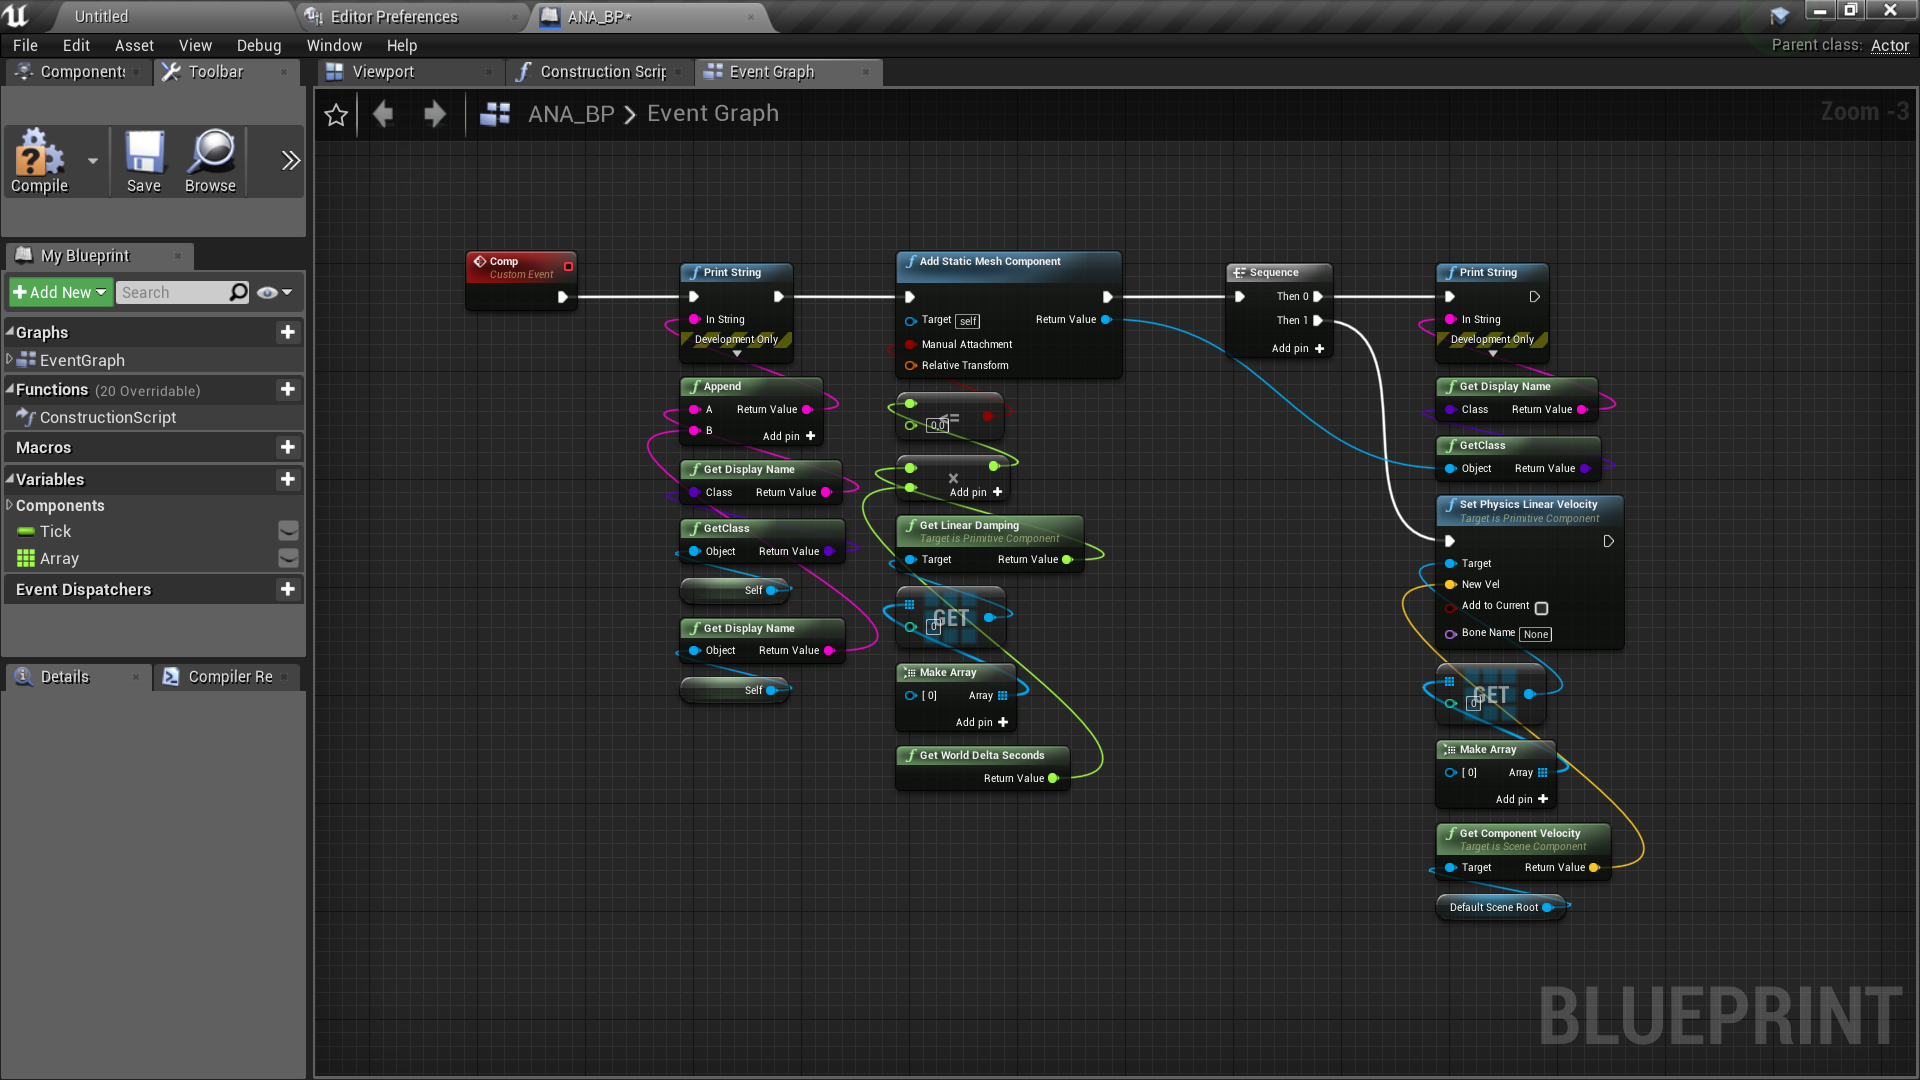 Untitled
Editor Preferences
ANA_BP*
File Edit Asset View Debug Window Help
Parent class: Actor
Components
Toolbar
Viewport
Construction Scrip
Event Graph
Compile
Save
Browse
ANA_BP > Event Graph
Zoom -3
My Blueprint
Add New
Search
Graphs
EventGraph
Functions (20 Overridable)
ConstructionScript
Macros
Variables
Components
Tick
Array
Event Dispatchers
Details
Compiler Re
Comp
Custom Event
Print String
In String
Development Only
Append
A Return Value
B
Add pin
Get Display Name
Class Return Value
GetClass
Object Return Value
Self
Get Display Name
Object Return Value
Self
Add Static Mesh Component
Target self Return Value
Manual Attachment
Relative Transform
<=
0.0
×
Add pin
Get Linear Damping
Target is Primitive Component
Target Return Value
GET
0
Make Array
[0] Array
Add pin
Get World Delta Seconds
Return Value
Sequence
Then 0
Then 1
Add pin
Print String
In String
Development Only
Get Display Name
Class Return Value
GetClass
Object Return Value
Set Physics Linear Velocity
Target is Primitive Component
Target
New Vel
Add to Current
Bone Name None
GET
0
Make Array
[0] Array
Add pin
Get Component Velocity
Target is Scene Component
Target Return Value
Default Scene Root
BLUEPRINT